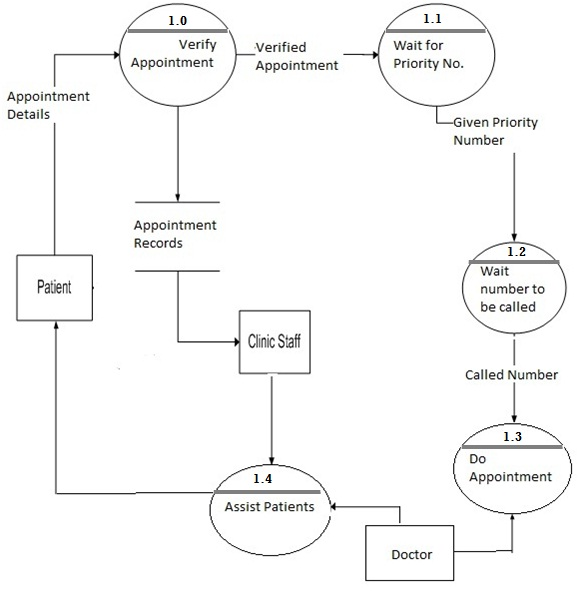 1.0
Verify
Appointment
Verified
Appointment
1.1
Wait for
Priority No.
Appointment
Details
Given Priority
Number
Appointment
Records
1.2
Wait
number to
be called
Patient
Clinic Staff
Called Number
1.3
Do
Appointment
1.4
Assist Patients
Doctor